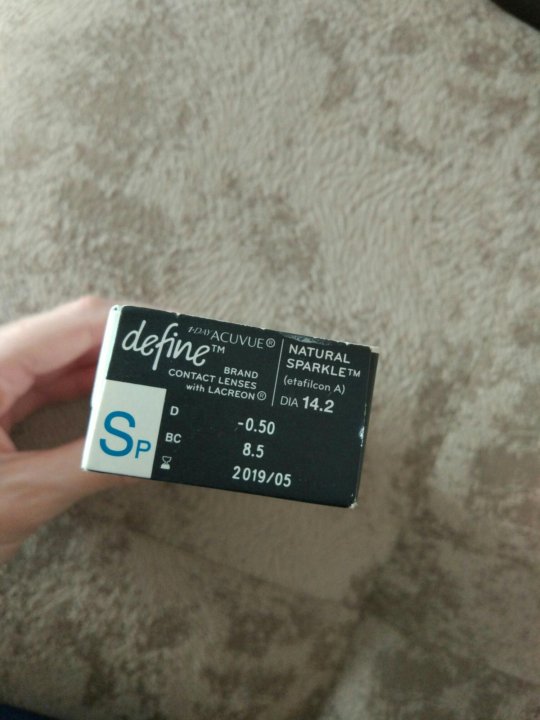 1-DAY ACUVUE®
define™
BRAND
CONTACT LENSES
with LACREON®
NATURAL
SPARKLE™
(etafilcon A)
DIA 14.2
SP
D -0.50
BC 8.5
2019/05